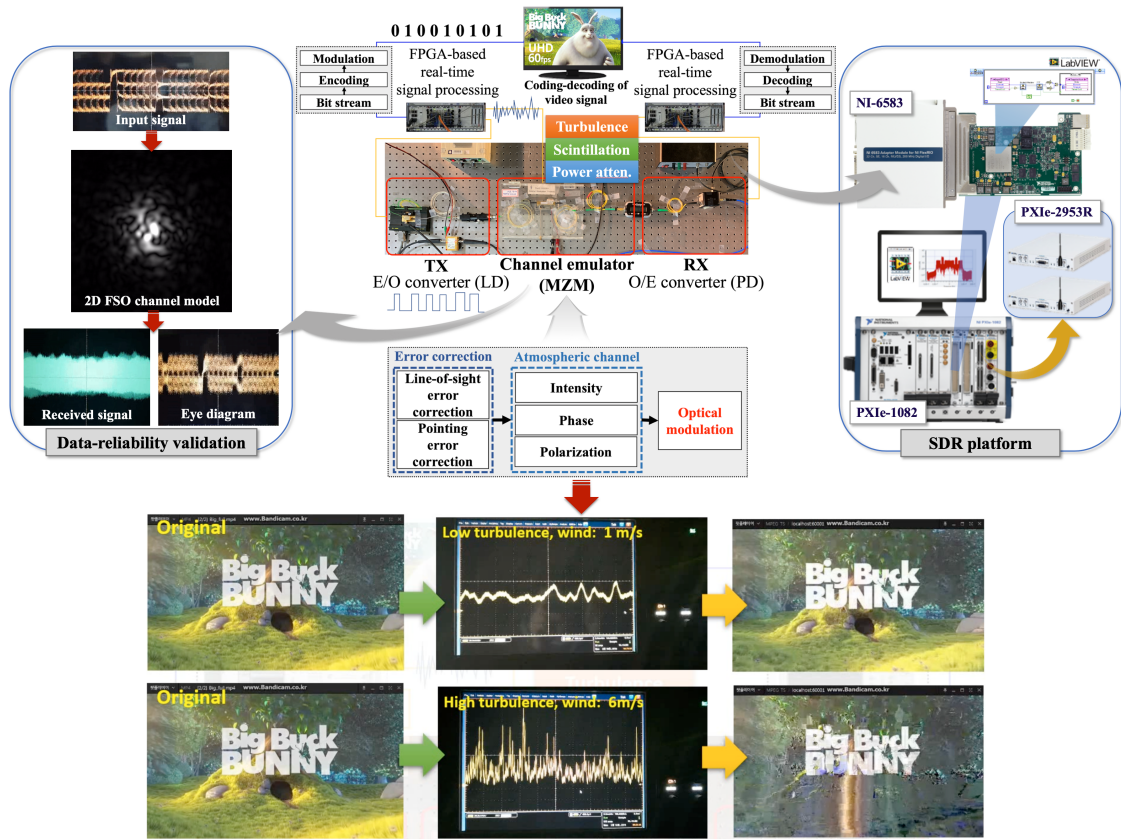 0 1 0 0 1 0 1 0 1
Big Buck
BUNNY
UHD
60fps
Coding-decoding of
video signal
Modulation
Encoding
Bit stream
FPGA-based
real-time
signal processing
FPGA-based
real-time
signal processing
Demodulation
Decoding
Bit stream
Turbulence
Scintillation
Power atten.
TX
E/O converter (LD)
Channel emulator
(MZM)
RX
O/E converter (PD)
Input signal
2D FSO channel model
Received signal
Eye diagram
Data-reliability validation
LabVIEW
NI-6583
PXIe-2953R
LabVIEW
PXIe-1082
SDR platform
Error correction
Line-of-sight
error
correction
Pointing
error
correction
Atmospheric channel
Intensity
Phase
Polarization
Optical
modulation
Original
www.Bandicam.co.kr
Big Buck
BUNNY
Low turbulence, wind: 1 m/s
localhost:60001 www.Bandicam.co.kr
Big Buck
BUNNY
Original
www.Bandicam.co.kr
Big Buck
BUNNY
High turbulence, wind: 6m/s
localhost:60001 www.Bandicam.co.kr
Big Buck
BUNNY